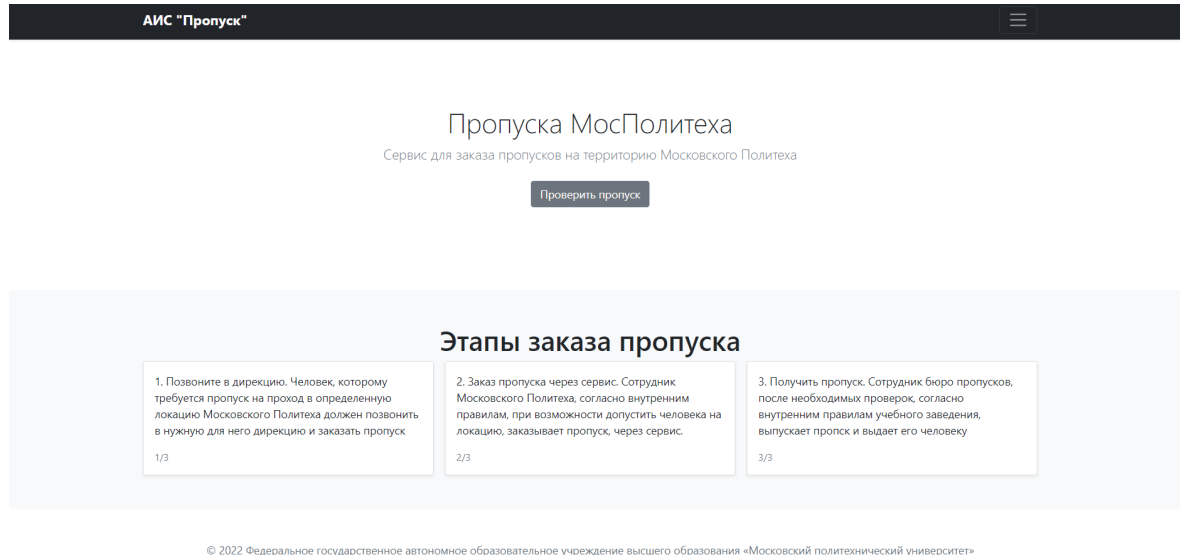 АИС "Пропуск"
Пропуска МосПолитеха
Сервис для заказа пропусков на территорию Московского Политеха
Проверить пропуск
Этапы заказа пропуска
1. Позвоните в дирекцию. Человек, которому
требуется пропуск на проход в определенную
локацию Московского Политеха должен позвонить
в нужную для него дирекцию и заказать пропуск
1/3
2. Заказ пропуска через сервис. Сотрудник
Московского Политеха, согласно внутренним
правилам, при возможности допустить человека на
локацию, заказывает пропуск, через сервис.
2/3
3. Получить пропуск. Сотрудник бюро пропусков,
после необходимых проверок, согласно
внутренним правилам учебного заведения,
выпускает пропск и выдает его человеку
3/3
© 2022 Федеральное государственное автономное образовательное учреждение высшего образования «Московский политехнический университет»